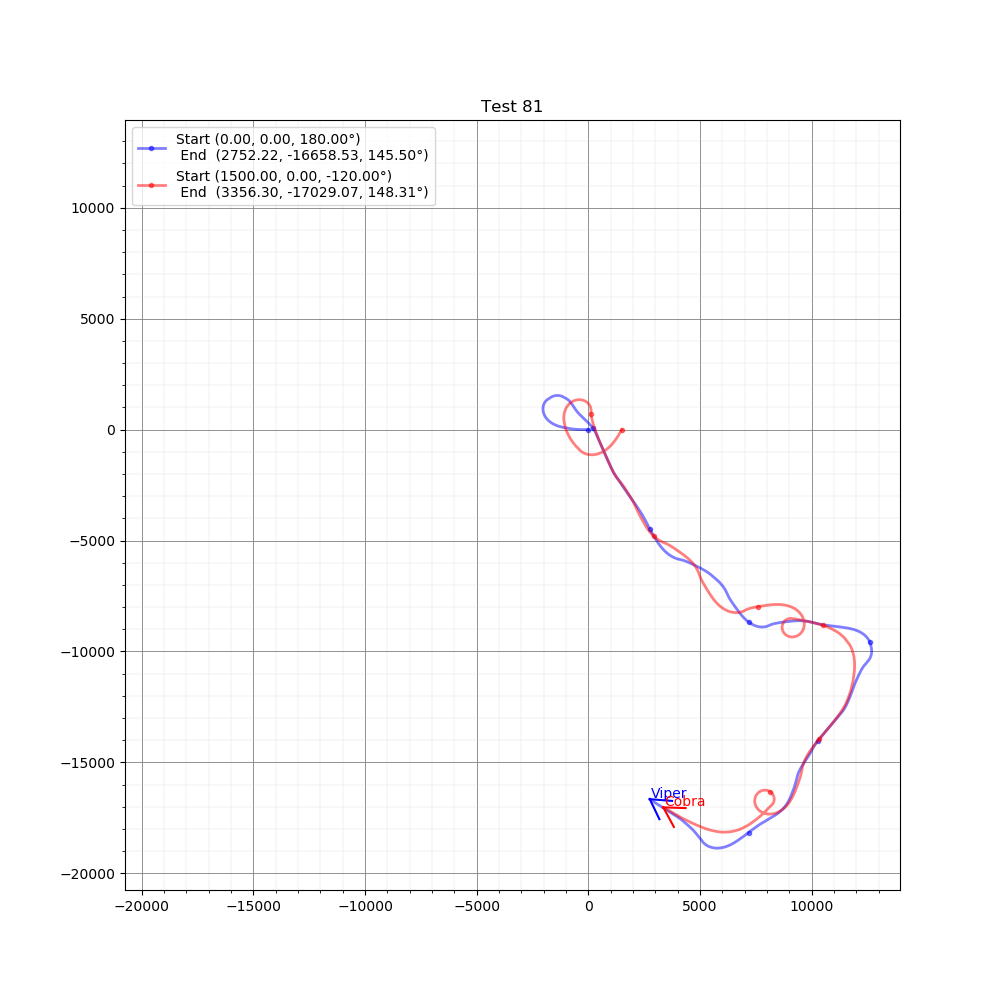 Test 81
Start (0.00, 0.00, 180.00°)
End (2752.22, -16658.53, 145.50°)
Start (1500.00, 0.00, -120.00°)
End (3356.30, -17029.07, 148.31°)
10000
5000
0
−5000
−10000
−15000
−20000
Viper
Cobra
−20000 −15000 −10000 −5000 0 5000 10000